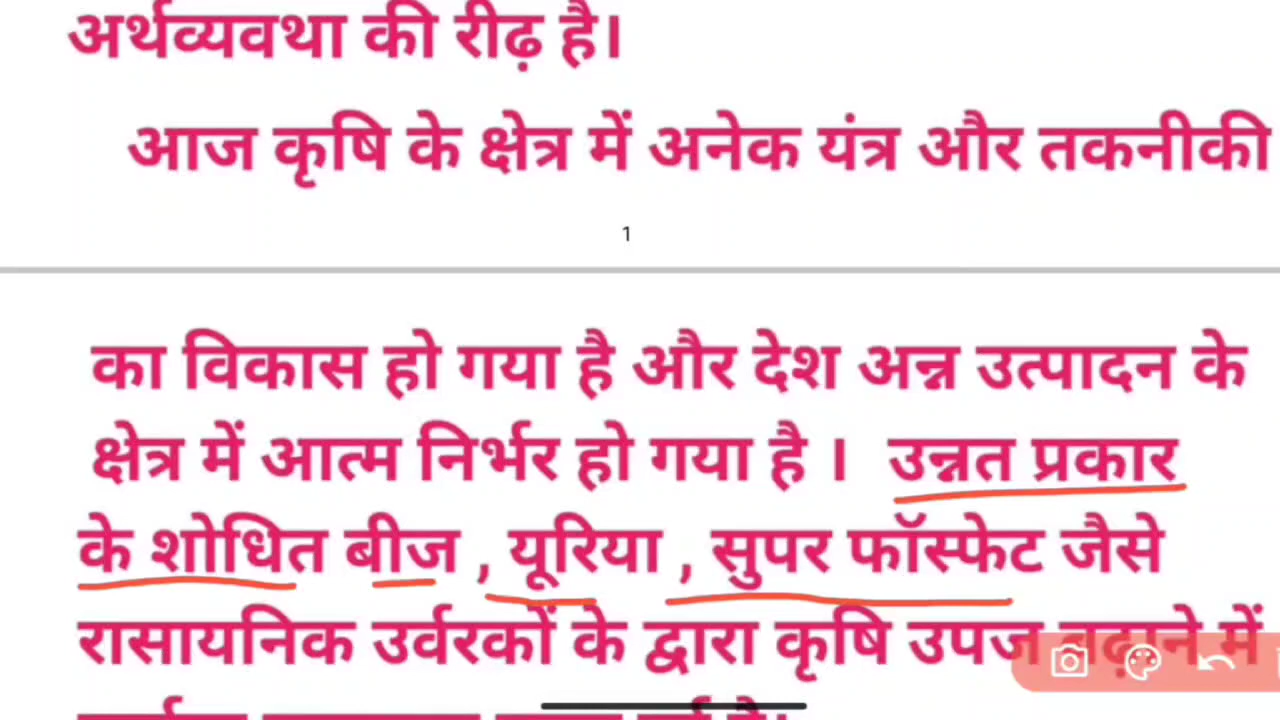 अर्थव्यवथा की रीढ़ है।
आज कृषि के क्षेत्र में अनेक यंत्र और तकनीकी
1
का विकास हो गया है और देश अन्न उत्पादन के
क्षेत्र में आत्म निर्भर हो गया है । उन्नत प्रकार
के शोधित बीज , यूरिया , सुपर फॉस्फेट जैसे
रासायनिक उर्वरकों के द्वारा कृषि उपज बढ़ाने में